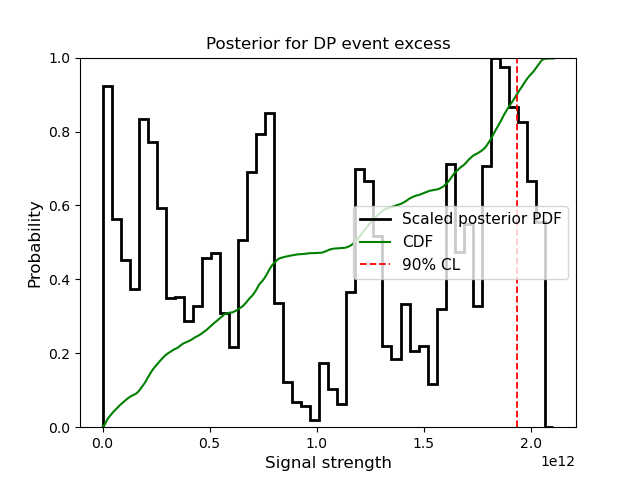 Posterior for DP event excess
Probability
1.0
0.8
0.6
0.4
0.2
0.0
Scaled posterior PDF
CDF
90% CL
0.0 0.5 1.0 1.5 2.0
1e12
Signal strength